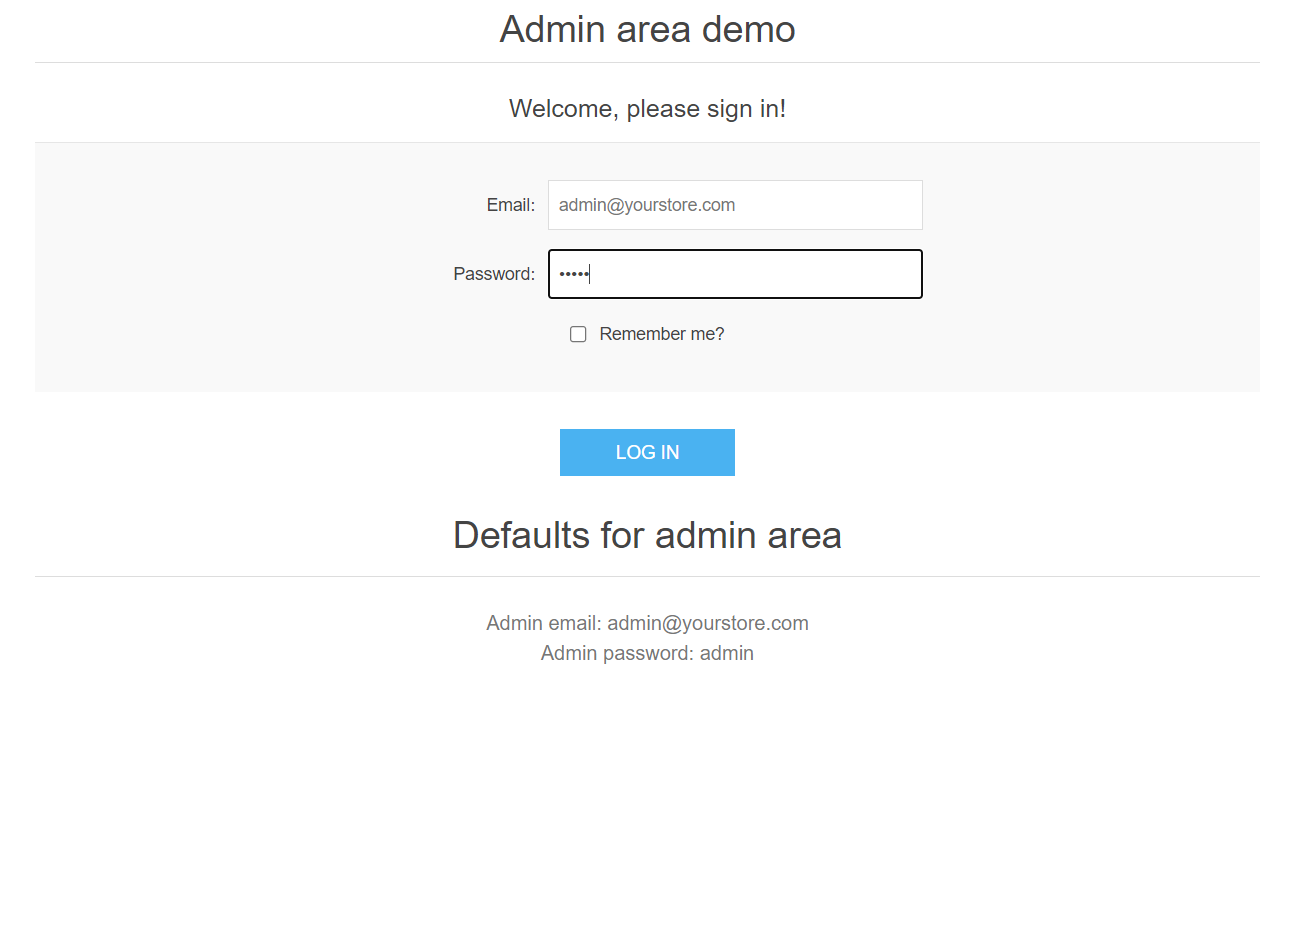 Admin area demo
Welcome, please sign in!
Email: admin@yourstore.com
Password: •••••
Remember me?
LOG IN
Defaults for admin area
Admin email: admin@yourstore.com
Admin password: admin